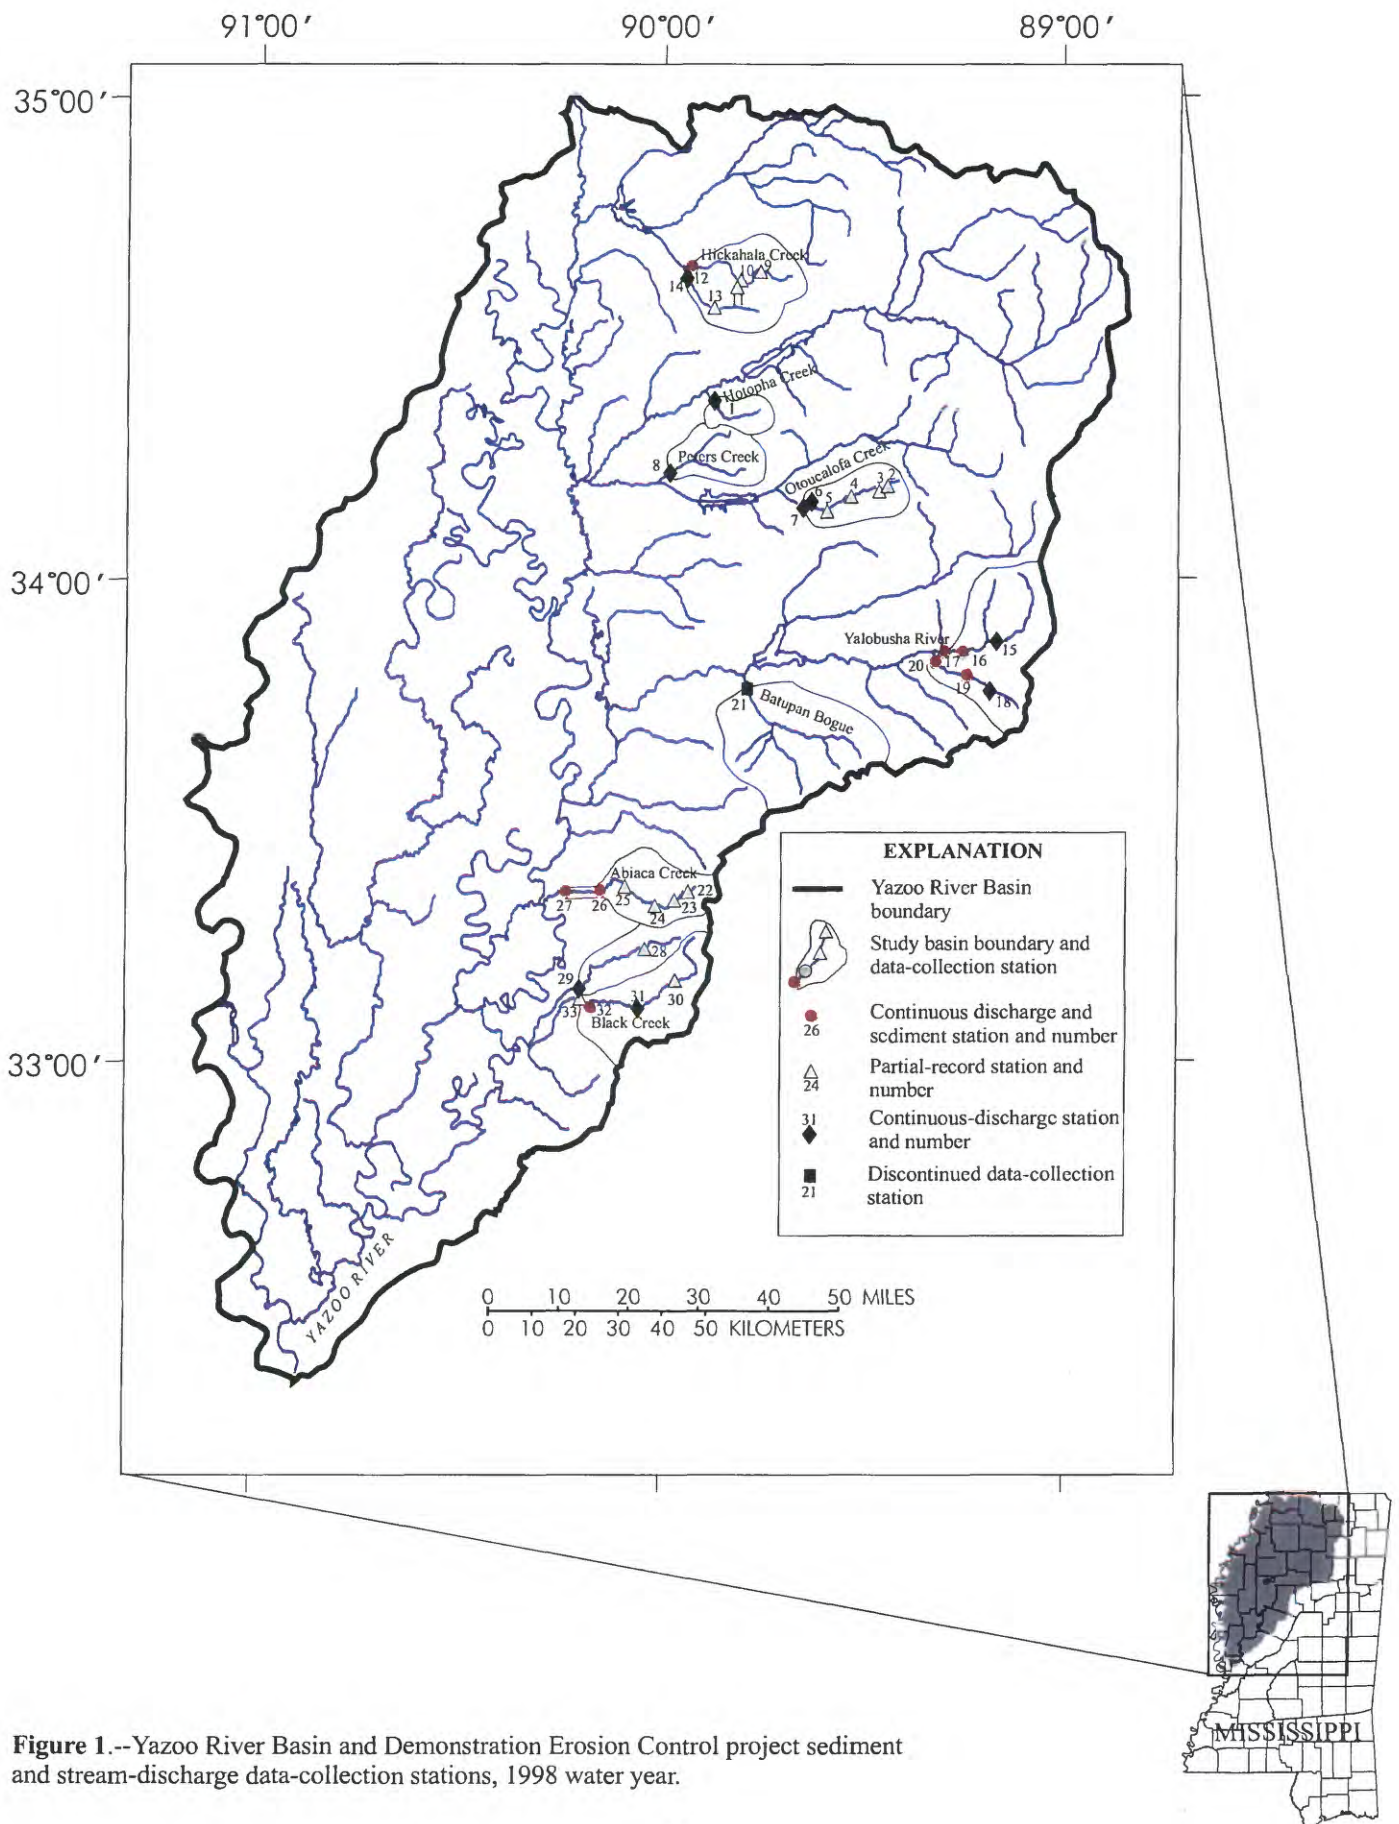 91°00′ 90°00′ 89°00′
35°00′
34°00′
33°00′
Hickahala Creek
9
10
11
12
14
13
Hotopha Creek
1
Peters Creek
8
Otoucalofa Creek
2
3
4
5
6
7
Yalobusha River
15
16
17
20
19
18
21
Batupan Bogue
Abiaca Creek
22
23
24
25
26
27
28
29
30
31
32
33
Black Creek
YAZOO RIVER
EXPLANATION
Yazoo River Basin
boundary
Study basin boundary and
data-collection station
Continuous discharge and
sediment station and number
26
Partial-record station and
number
24
31
Continuous-discharge station
and number
Discontinued data-collection
station
21
0 10 20 30 40 50 MILES
0 10 20 30 40 50 KILOMETERS
MISSISSIPPI
Figure 1.--Yazoo River Basin and Demonstration Erosion Control project sediment
and stream-discharge data-collection stations, 1998 water year.